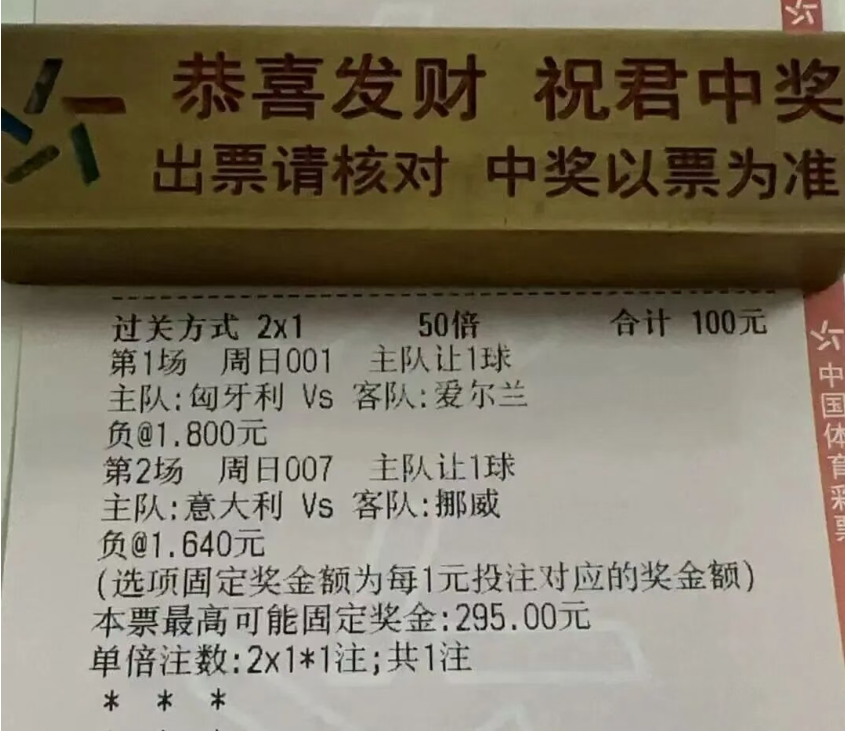 恭喜发财 祝君中奖
出票请核对 中奖以票为准
过关方式 2x1 50倍 合计 100元
第1场 周日001 主队让1球
主队:匈牙利 Vs 客队:爱尔兰
负@1.800元
第2场 周日007 主队让1球
主队:意大利 Vs 客队:挪威
负@1.640元
(选项固定奖金额为每1元投注对应的奖金额)
本票最高可能固定奖金:295.00元
单倍注数:2x1*1注;共1注
* * *
中国体育彩票